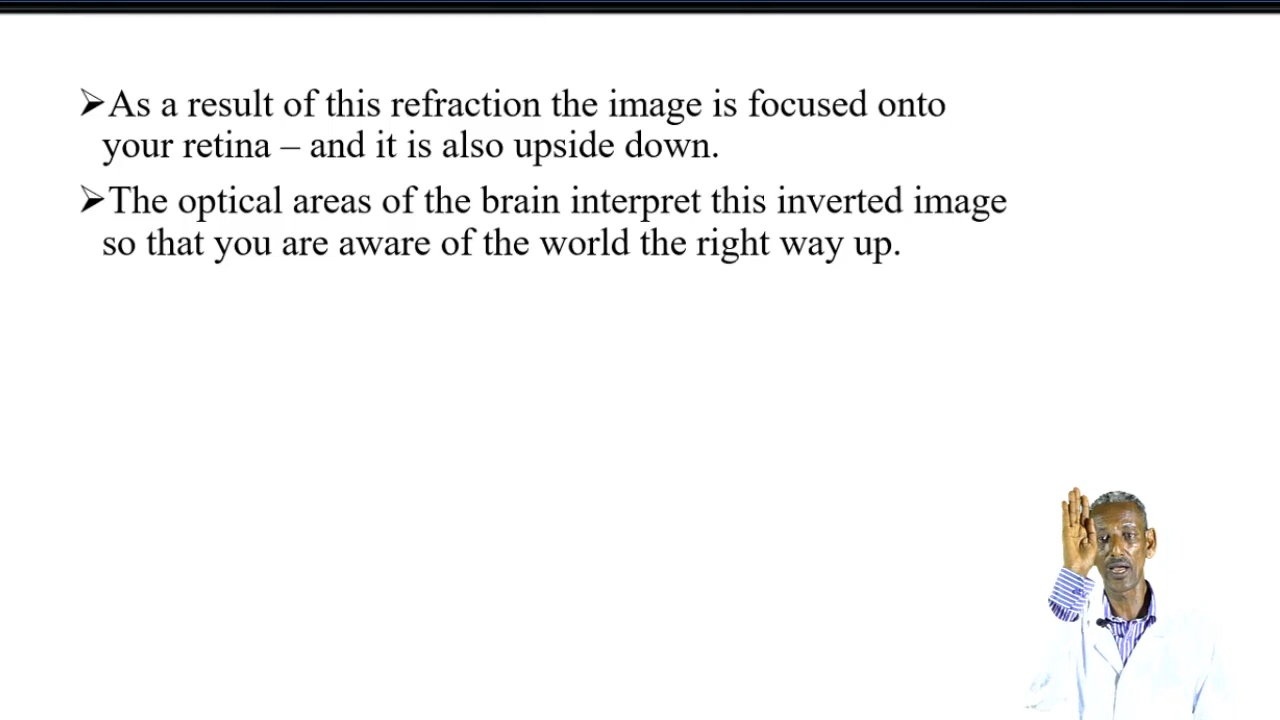 ➢As a result of this refraction the image is focused onto
your retina – and it is also upside down.
➢The optical areas of the brain interpret this inverted image
so that you are aware of the world the right way up.